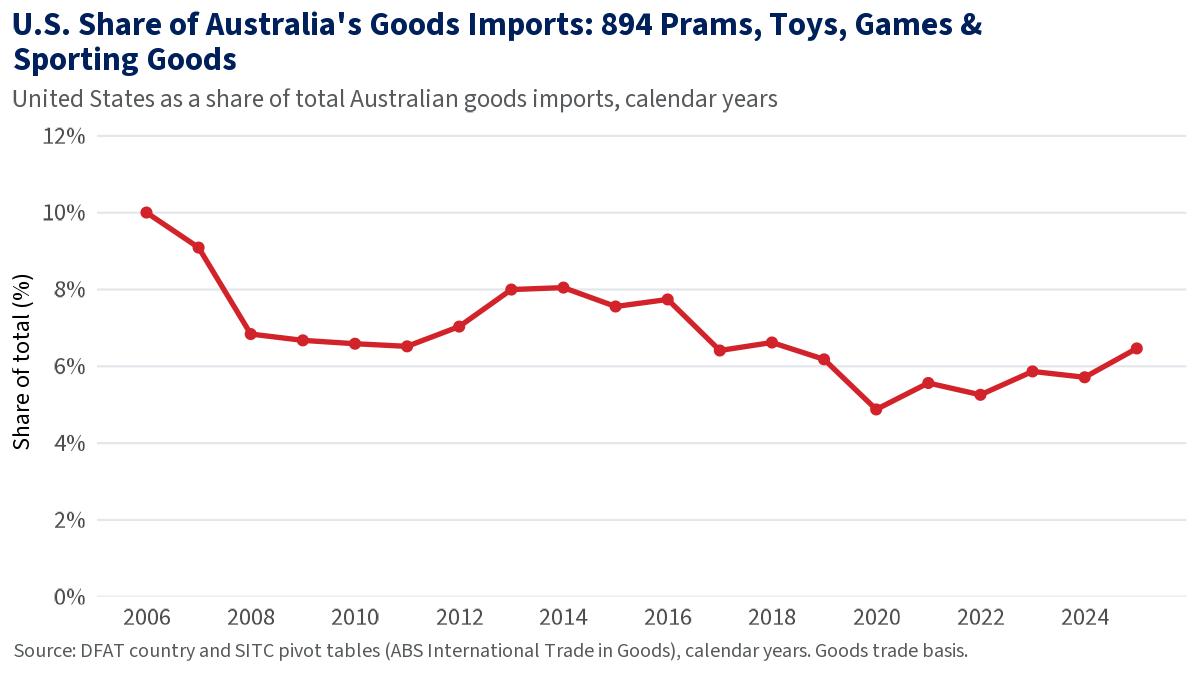 U.S. Share of Australia's Goods Imports: 894 Prams, Toys, Games &
Sporting Goods
United States as a share of total Australian goods imports, calendar years
Share of total (%)
12%
10%
8%
6%
4%
2%
0%
2006 2008 2010 2012 2014 2016 2018 2020 2022 2024
Source: DFAT country and SITC pivot tables (ABS International Trade in Goods), calendar years. Goods trade basis.